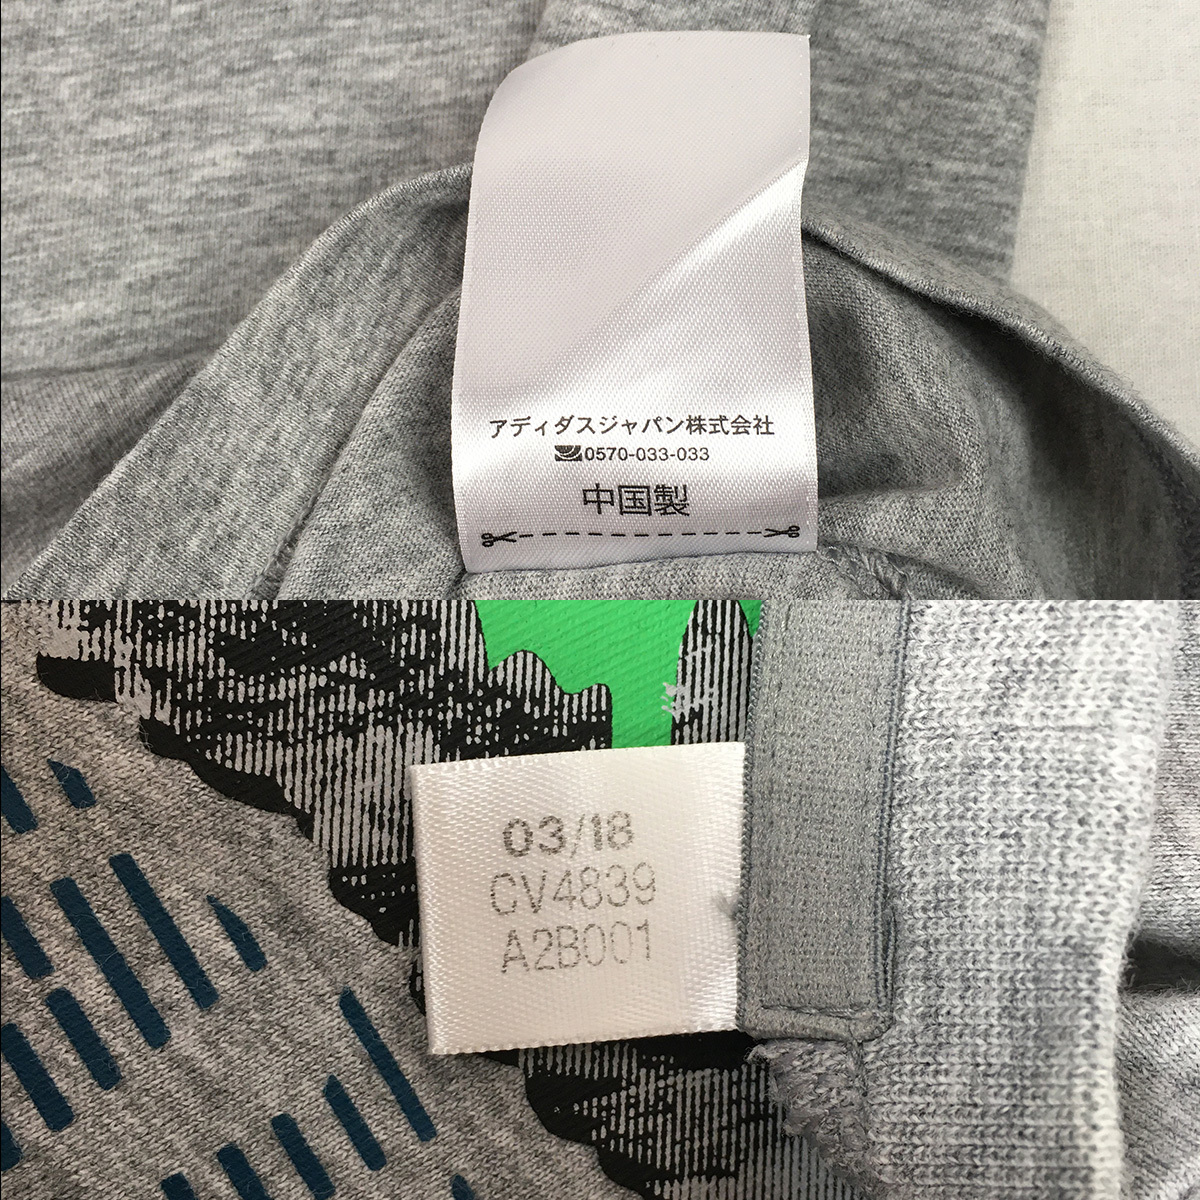 アディダスジャパン株式会社
0570-033-033
中国製
03/18
CV4839
A2B001